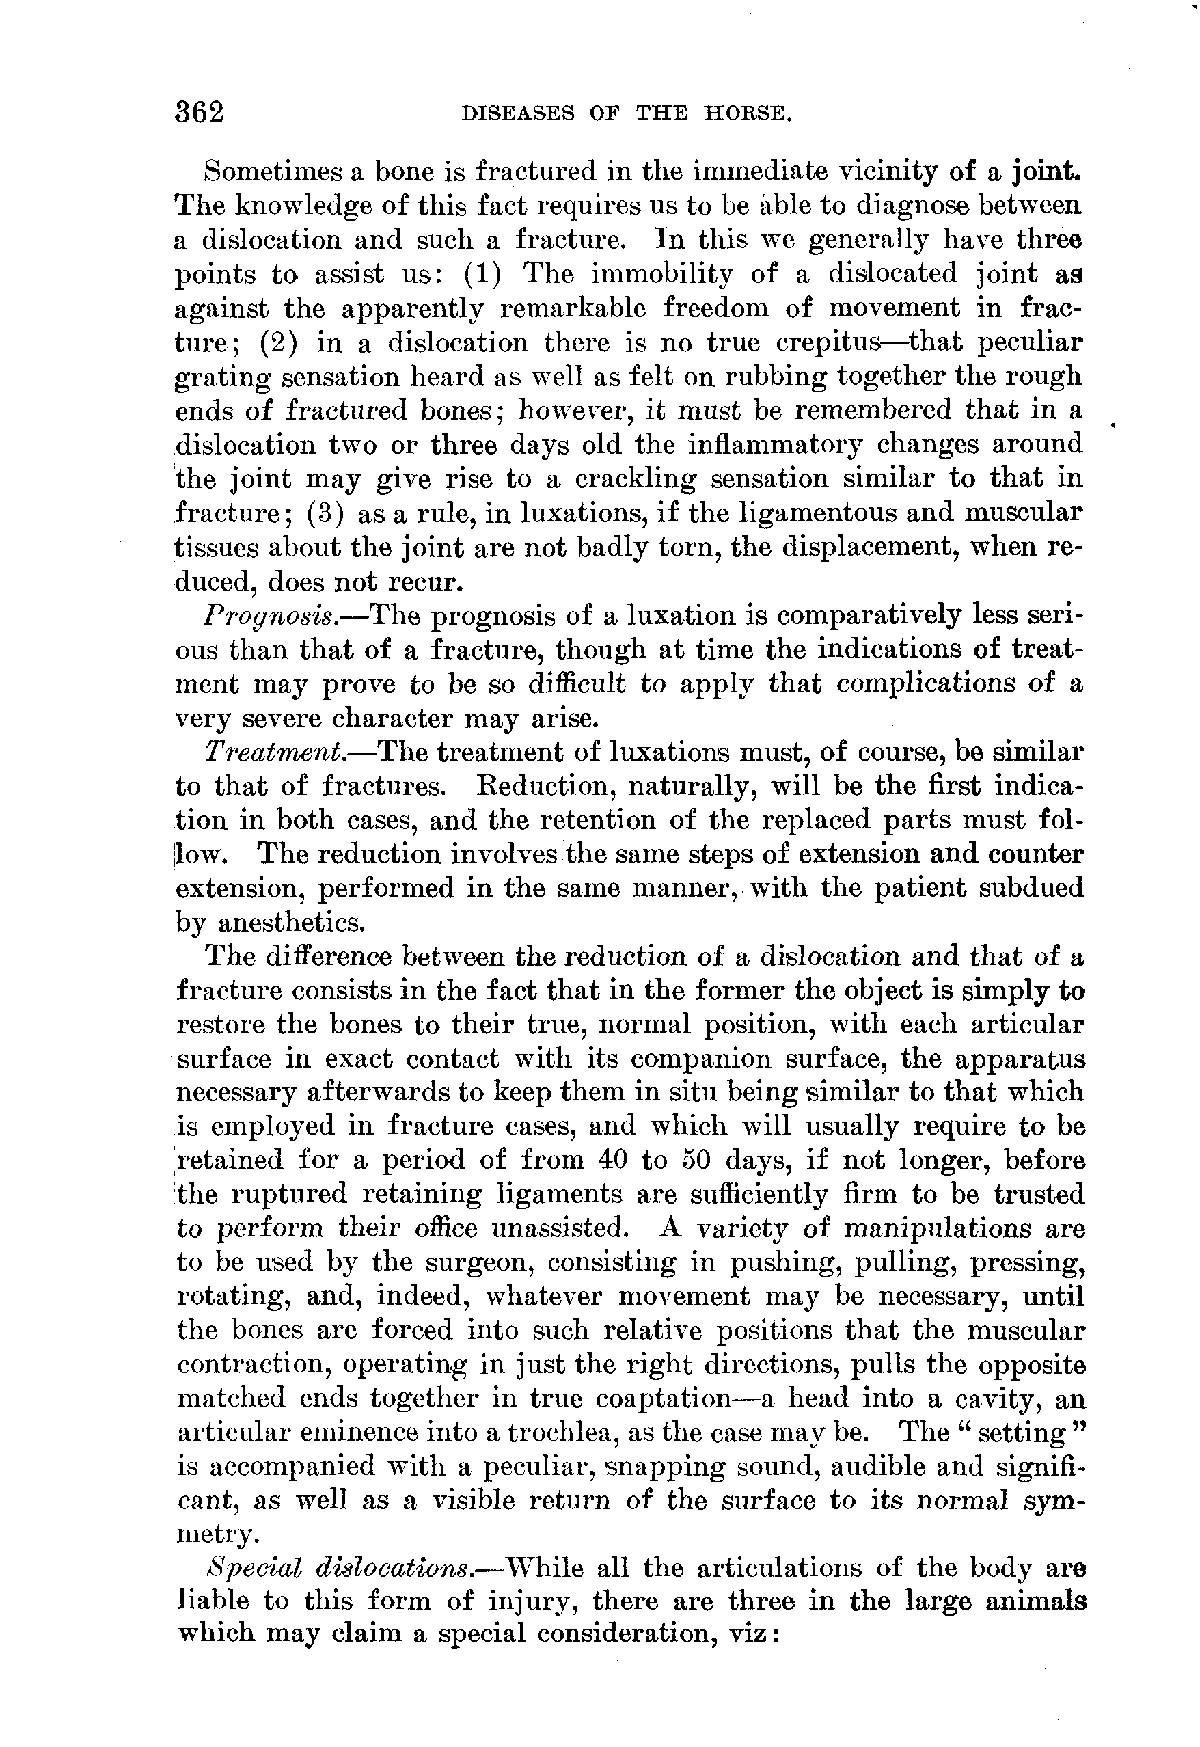 362 DISEASES OF THE HORSE.
Sometimes a bone is fractured in the immediate vicinity of a joint.
The knowledge of this fact requires us to be able to diagnose between
a dislocation and such a fracture. In this we generally have three
points to assist us: (1) The immobility of a dislocated joint as
against the apparently remarkable freedom of movement in frac-
ture; (2) in a dislocation there is no true crepitus—that peculiar
grating sensation heard as well as felt on rubbing together the rough
ends of fractured bones; however, it must be remembered that in a
dislocation two or three days old the inflammatory changes around
the joint may give rise to a crackling sensation similar to that in
fracture; (3) as a rule, in luxations, if the ligamentous and muscular
tissues about the joint are not badly torn, the displacement, when re-
duced, does not recur.
Prognosis.—The prognosis of a luxation is comparatively less seri-
ous than that of a fracture, though at time the indications of treat-
ment may prove to be so difficult to apply that complications of a
very severe character may arise.
Treatment.—The treatment of luxations must, of course, be similar
to that of fractures. Reduction, naturally, will be the first indica-
tion in both cases, and the retention of the replaced parts must fol-
low. The reduction involves the same steps of extension and counter
extension, performed in the same manner, with the patient subdued
by anesthetics.
The difference between the reduction of a dislocation and that of a
fracture consists in the fact that in the former the object is simply to
restore the bones to their true, normal position, with each articular
surface in exact contact with its companion surface, the apparatus
necessary afterwards to keep them in situ being similar to that which
is employed in fracture cases, and which will usually require to be
retained for a period of from 40 to 50 days, if not longer, before
the ruptured retaining ligaments are sufficiently firm to be trusted
to perform their office unassisted. A variety of manipulations are
to be used by the surgeon, consisting in pushing, pulling, pressing,
rotating, and, indeed, whatever movement may be necessary, until
the bones are forced into such relative positions that the muscular
contraction, operating in just the right directions, pulls the opposite
matched ends together in true coaptation—a head into a cavity, an
articular eminence into a trochlea, as the case may be. The "setting"
is accompanied with a peculiar, snapping sound, audible and signifi-
cant, as well as a visible return of the surface to its normal sym-
metry.
Special dislocations.—While all the articulations of the body are
liable to this form of injury, there are three in the large animals
which may claim a special consideration, viz: